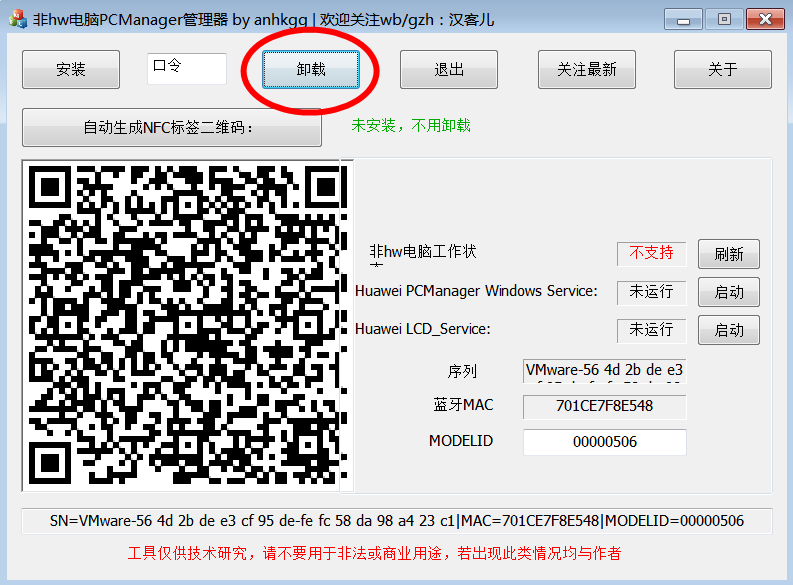 非hw电脑PCManager管理器 by anhkgg | 欢迎关注wb/gzh：汉客儿
安装 口令 卸载 退出 关注最新 关于
自动生成NFC标签二维码： 未安装，不用卸载
非hw电脑工作状 不支持 刷新
Huawei PCManager Windows Service: 未运行 启动
Huawei LCD_Service: 未运行 启动
序列 VMware-56 4d 2b de e3
蓝牙MAC 701CE7F8E548
MODELID 00000506
SN=VMware-56 4d 2b de e3 cf 95 de-fe fc 58 da 98 a4 23 c1|MAC=701CE7F8E548|MODELID=00000506
工具仅供技术研究，请不要用于非法或商业用途，若出现此类情况均与作者